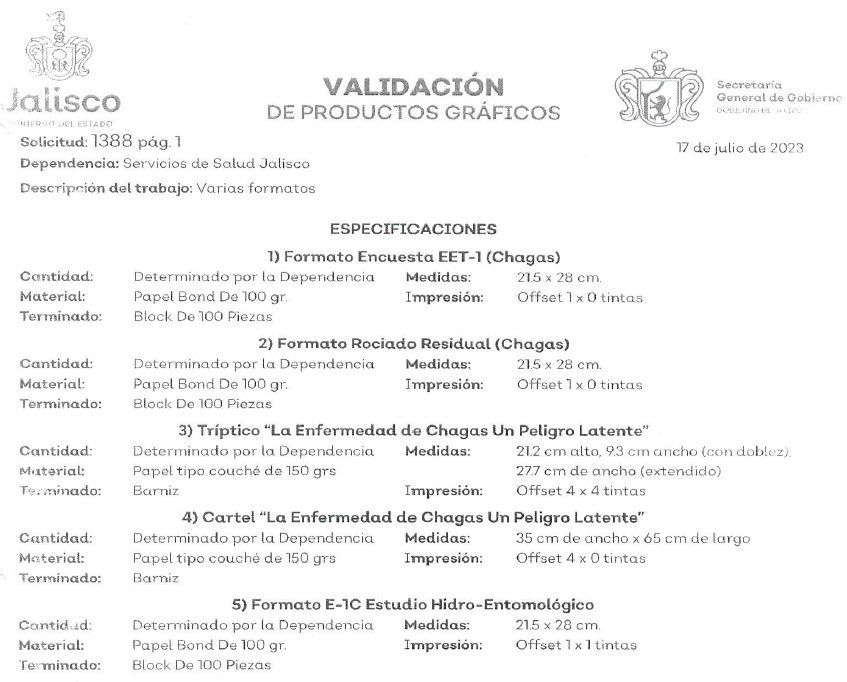 Jalisco
GOBIERNO DEL ESTADO
VALIDACIÓN
DE PRODUCTOS GRÁFICOS
Secretaría
General de Gobierno
GOBIERNO DE JALISCO
Solicitud: 1388 pág. 1
17 de julio de 2023
Dependencia: Servicios de Salud Jalisco
Descripción del trabajo: Varias formatos
ESPECIFICACIONES
1) Formato Encuesta EET-1 (Chagas)
Cantidad: Determinado por la Dependencia Medidas: 21.5 x 28 cm.
Material: Papel Bond De 100 gr. Impresión: Offset 1 x 0 tintas
Terminado: Block De 100 Piezas
2) Formato Rociado Residual (Chagas)
Cantidad: Determinado por la Dependencia Medidas: 21.5 x 28 cm.
Material: Papel Bond De 100 gr. Impresión: Offset 1 x 0 tintas
Terminado: Block De 100 Piezas
3) Tríptico "La Enfermedad de Chagas Un Peligro Latente"
Cantidad: Determinado por la Dependencia Medidas: 21.2 cm alto, 9.3 cm ancho (con doblez).
Material: Papel tipo couché de 150 grs 27.7 cm de ancho (extendido)
Terminado: Barniz Impresión: Offset 4 x 4 tintas
4) Cartel "La Enfermedad de Chagas Un Peligro Latente"
Cantidad: Determinado por la Dependencia Medidas: 35 cm de ancho x 65 cm de largo
Material: Papel tipo couché de 150 grs Impresión: Offset 4 x 0 tintas
Terminado: Barniz
5) Formato E-1C Estudio Hidro-Entomológico
Cantidad: Determinado por la Dependencia Medidas: 21.5 x 28 cm.
Material: Papel Bond De 100 gr. Impresión: Offset 1 x 1 tintas
Terminado: Block De 100 Piezas